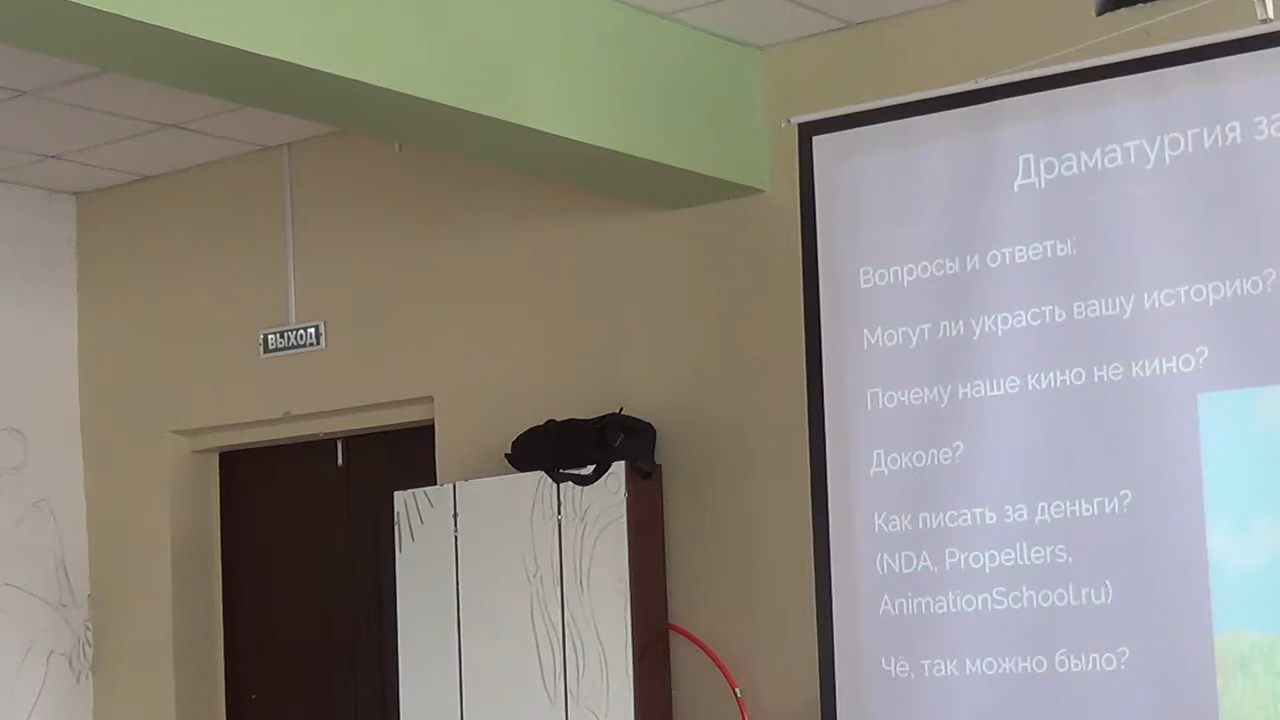 ВЫХОД
Драматургия за
Вопросы и ответы:
Могут ли украсть вашу историю?
Почему наше кино не кино?
Доколе?
Как писать за деньги?
(NDA, Propellers,
AnimationSchool.ru)
Чё, так можно было?